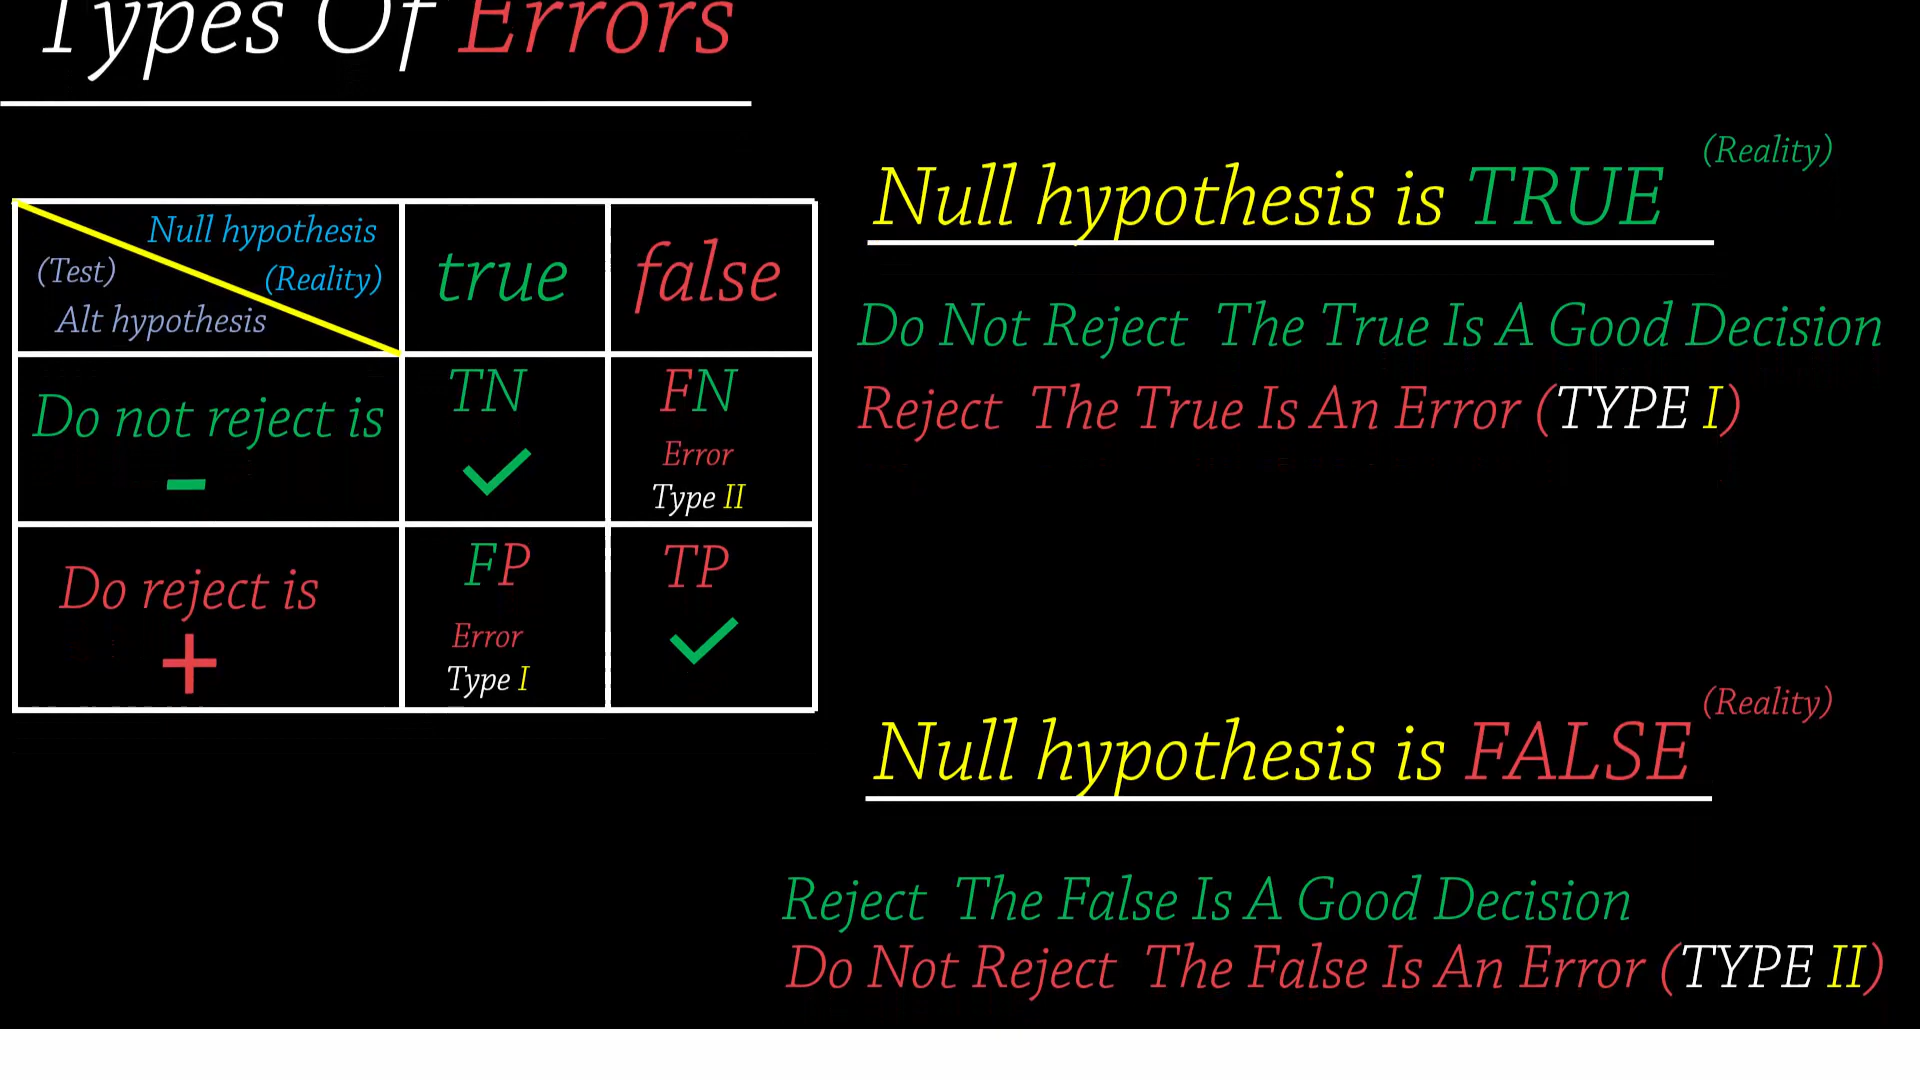 Types Of Errors
Null hypothesis
(Reality)
(Test)
Alt hypothesis
true
false
Do not reject is
-
TN
FN
Error
Type II
Do reject is
+
FP
Error
Type I
TP
(Reality)
Null hypothesis is TRUE
Do Not Reject The True Is A Good Decision
Reject The True Is An Error (TYPE I)
(Reality)
Null hypothesis is FALSE
Reject The False Is A Good Decision
Do Not Reject The False Is An Error (TYPE II)